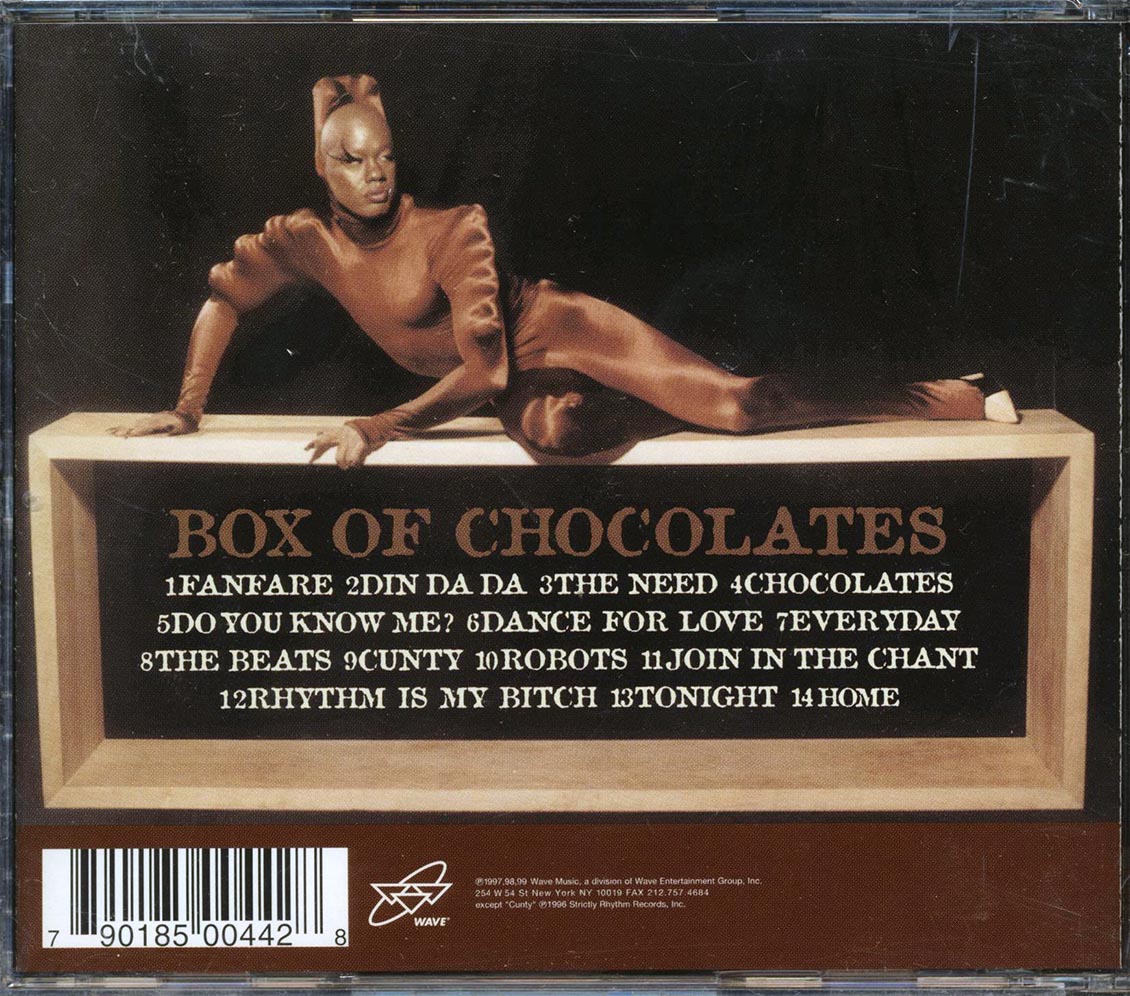 BOX OF CHOCOLATES
1FANFARE 2DIN DA DA 3THE NEED 4CHOCOLATES
5DO YOU KNOW ME? 6DANCE FOR LOVE 7EVERYDAY
8THE BEATS 9CUNTY 10ROBOTS 11JOIN IN THE CHANT
12RHYTHM IS MY BITCH 13TONIGHT 14HOME
7 90185 00442 8
WAVE
℗1997,98,99 Wave Music, a division of Wave Entertainment Group, Inc.
254 W 54 St New York NY 10019 FAX 212.757.4684
except "Cunty" ℗1996 Strictly Rhythm Records, Inc.